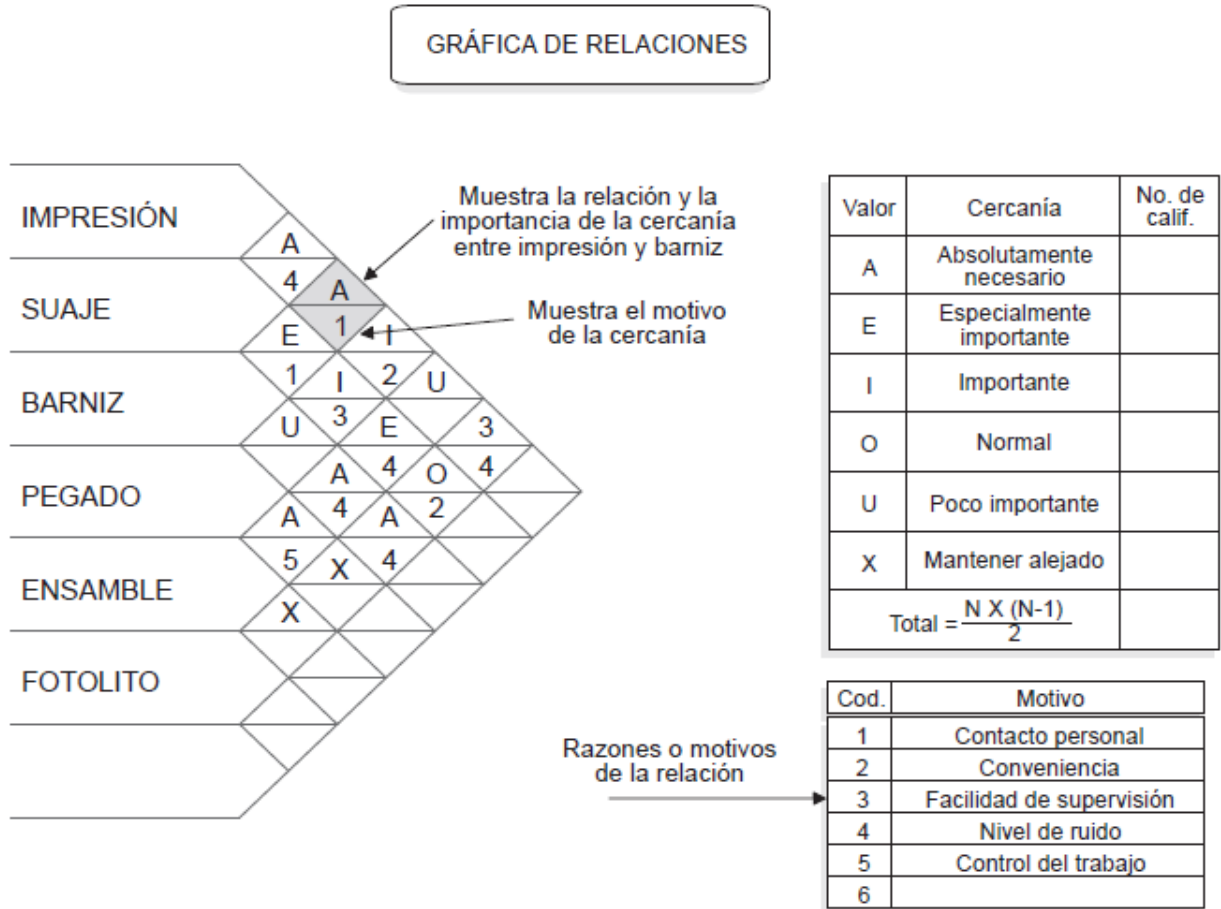 GRÁFICA DE RELACIONES
IMPRESIÓN
SUAJE
BARNIZ
PEGADO
ENSAMBLE
FOTOLITO
A
4 A
E 1 I
1 I 2 U
U 3 E 3
A 4 O 4
A 4 A 2
5 X 4
X
Muestra la relación y la
importancia de la cercanía
entre impresión y barniz
Muestra el motivo
de la cercanía
Valor Cercanía No. de
calif.
A Absolutamente
necesario
E Especialmente
importante
I Importante
O Normal
U Poco importante
X Mantener alejado
Total = N X (N-1)
2
Razones o motivos
de la relación
Cod. Motivo
1 Contacto personal
2 Conveniencia
3 Facilidad de supervisión
4 Nivel de ruido
5 Control del trabajo
6